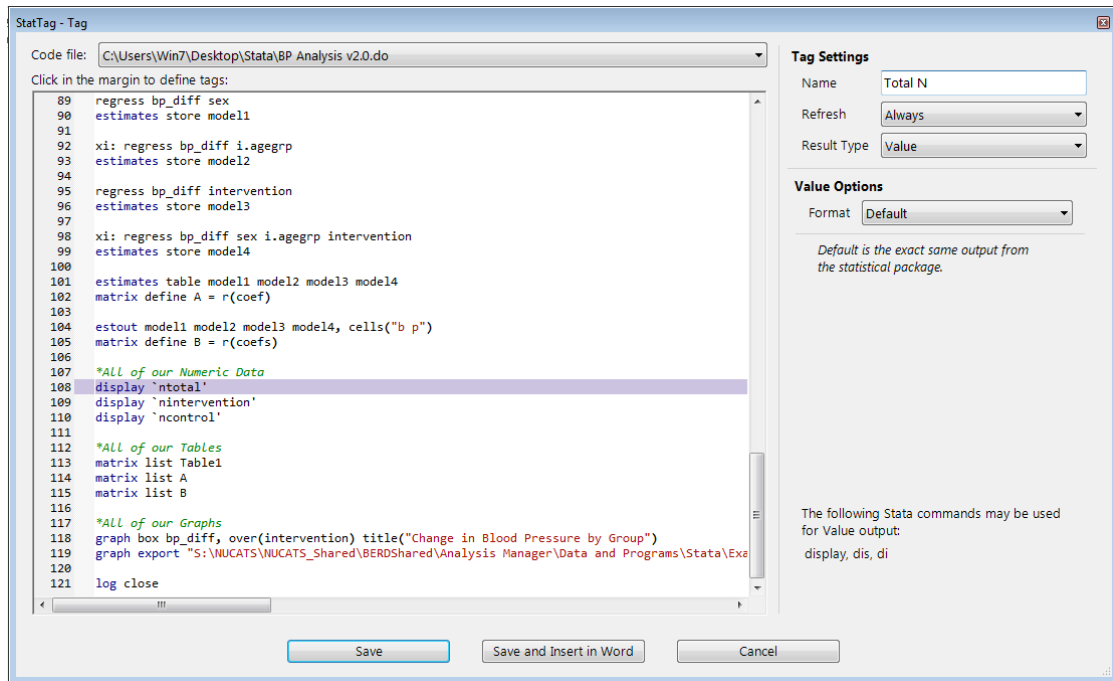 StatTag - Tag
Code file: C:\Users\Win7\Desktop\Stata\BP Analysis v2.0.do
Click in the margin to define tags:
89 regress bp_diff sex
90 estimates store model1
91
92 xi: regress bp_diff i.agegrp
93 estimates store model2
94
95 regress bp_diff intervention
96 estimates store model3
97
98 xi: regress bp_diff sex i.agegrp intervention
99 estimates store model4
100
101 estimates table model1 model2 model3 model4
102 matrix define A = r(coef)
103
104 estout model1 model2 model3 model4, cells("b p")
105 matrix define B = r(coefs)
106
107 *All of our Numeric Data
108 display `ntotal'
109 display `nintervention'
110 display `ncontrol'
111
112 *All of our Tables
113 matrix list Table1
114 matrix list A
115 matrix list B
116
117 *All of our Graphs
118 graph box bp_diff, over(intervention) title("Change in Blood Pressure by Group")
119 graph export "S:\NUCATS\NUCATS_Shared\BERDShared\Analysis Manager\Data and Programs\Stata\Exa
120
121 log close
Tag Settings
Name Total N
Refresh Always
Result Type Value
Value Options
Format Default
Default is the exact same output from
the statistical package.
The following Stata commands may be used
for Value output:
display, dis, di
Save Save and Insert in Word Cancel